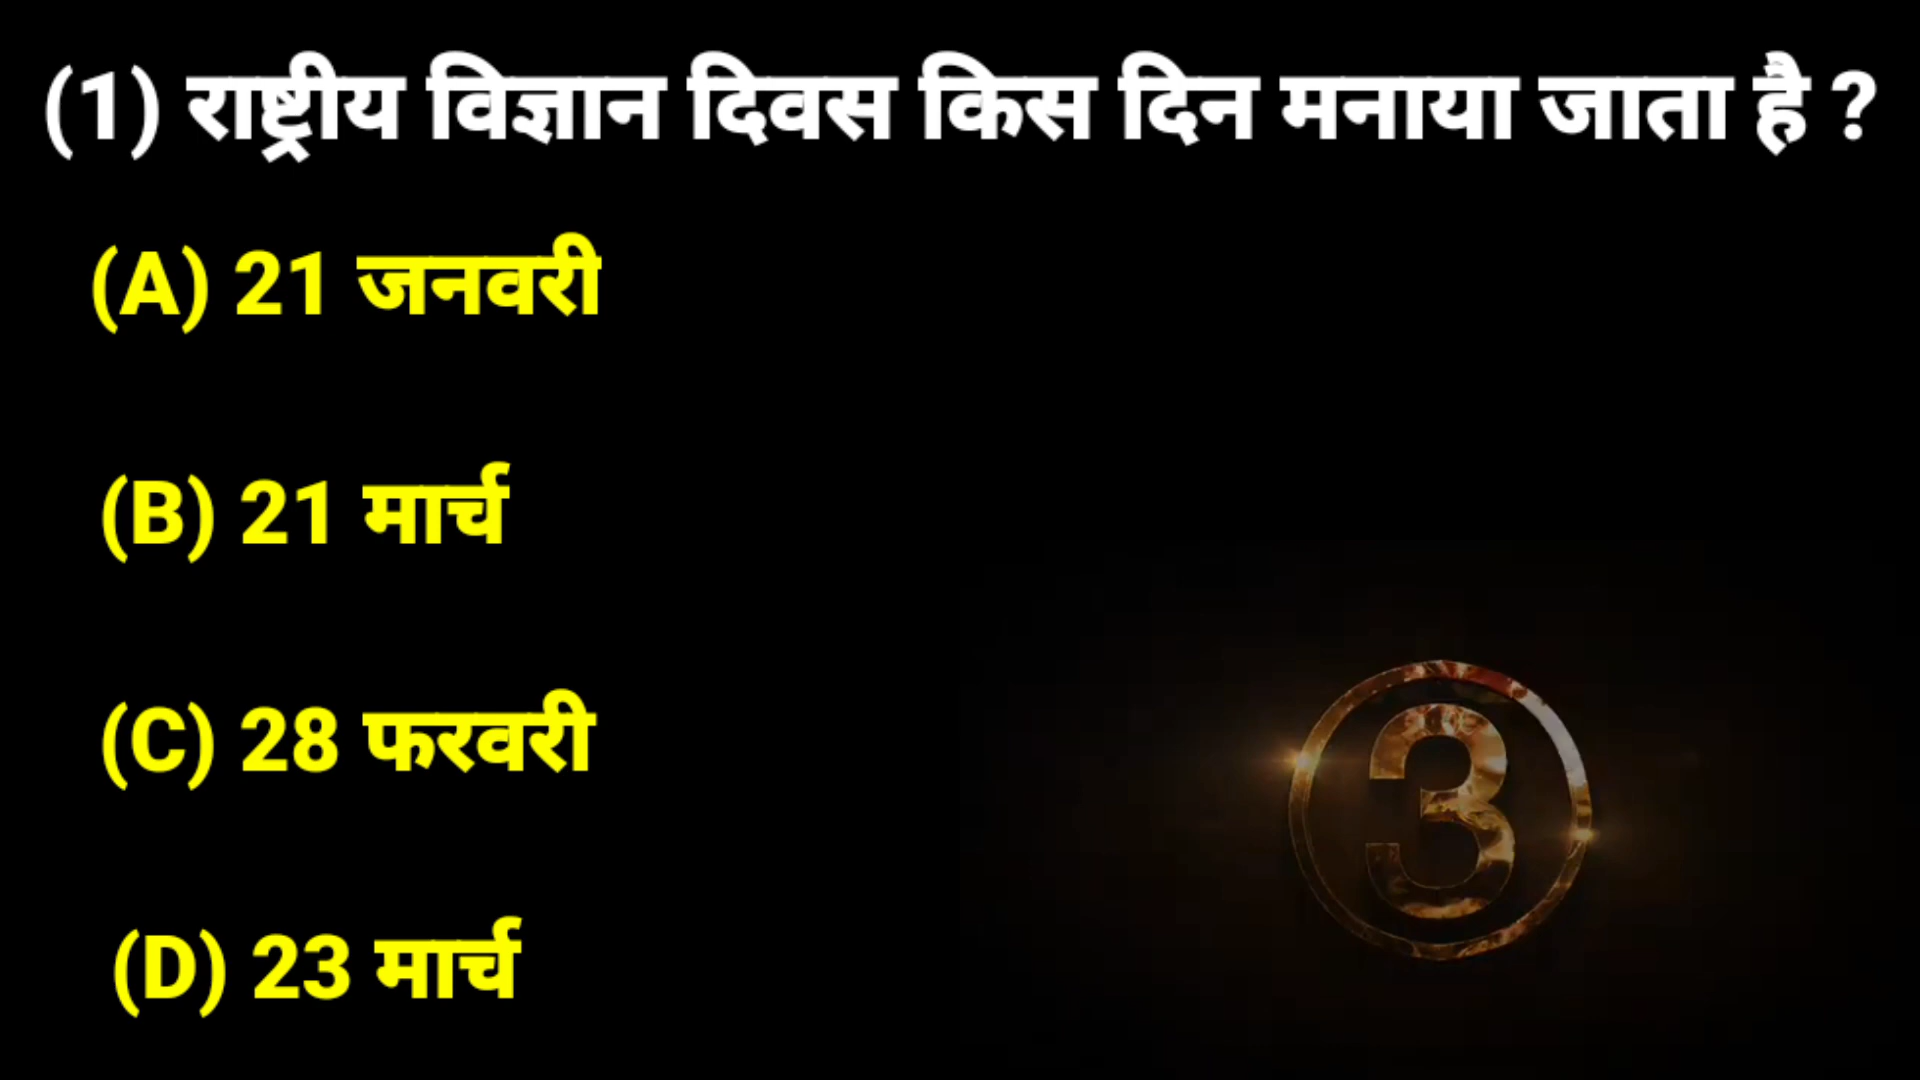 (1) राष्ट्रीय विज्ञान दिवस किस दिन मनाया जाता है ?
(A) 21 जनवरी
(B) 21 मार्च
(C) 28 फरवरी
3
(D) 23 मार्च